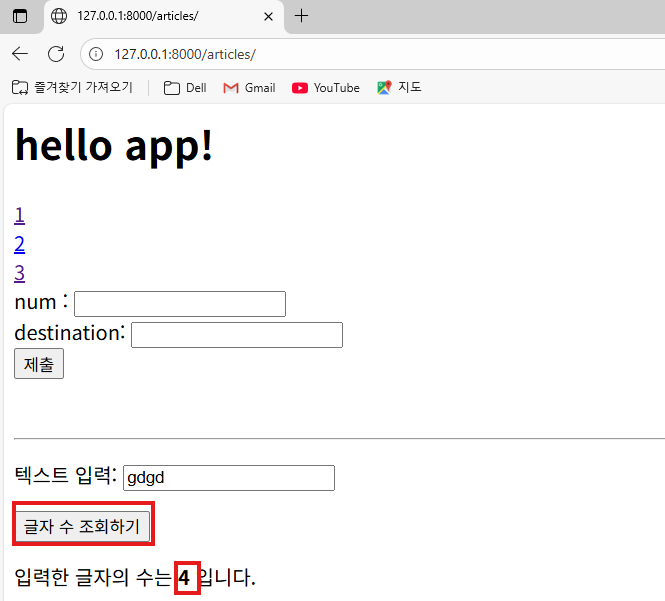 127.0.0.1:8000/articles/
127.0.0.1:8000/articles/
즐겨찾기 가져오기 Dell Gmail YouTube 지도
hello app!
1
2
3
num :
destination:
제출
텍스트 입력: gdgd
글자 수 조회하기
입력한 글자의 수는 4 입니다.